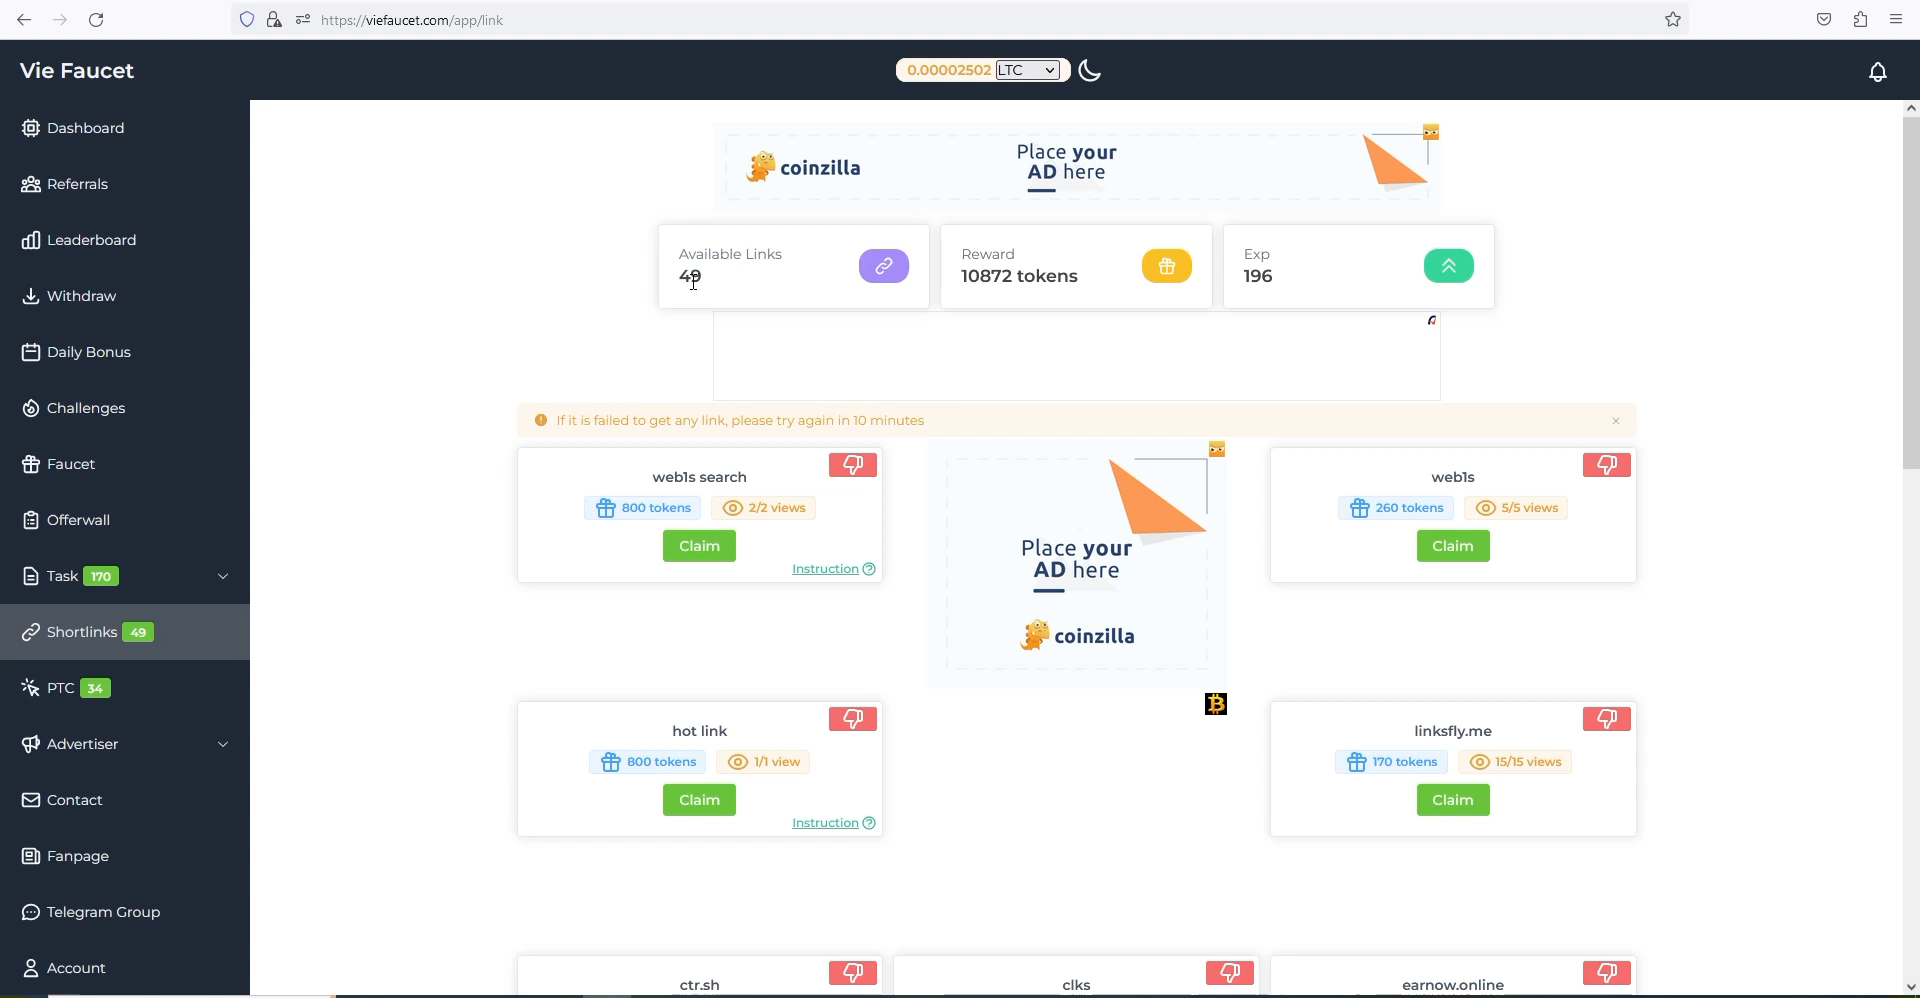 https://viefaucet.com/app/link
Vie Faucet
0.00002502 LTC
Dashboard
Referrals
Leaderboard
Withdraw
Daily Bonus
Challenges
Faucet
Offerwall
Task 170
Shortlinks 49
PTC 34
Advertiser
Contact
Fanpage
Telegram Group
Account
coinzilla
Place your
AD here
Available Links
49
Reward
10872 tokens
Exp
196
If it is failed to get any link, please try again in 10 minutes
web1s search
800 tokens
2/2 views
Claim
Instruction
Place your
AD here
coinzilla
web1s
260 tokens
5/5 views
Claim
hot link
800 tokens
1/1 view
Claim
Instruction
linksfly.me
170 tokens
15/15 views
Claim
ctr.sh
clks
earnow.online